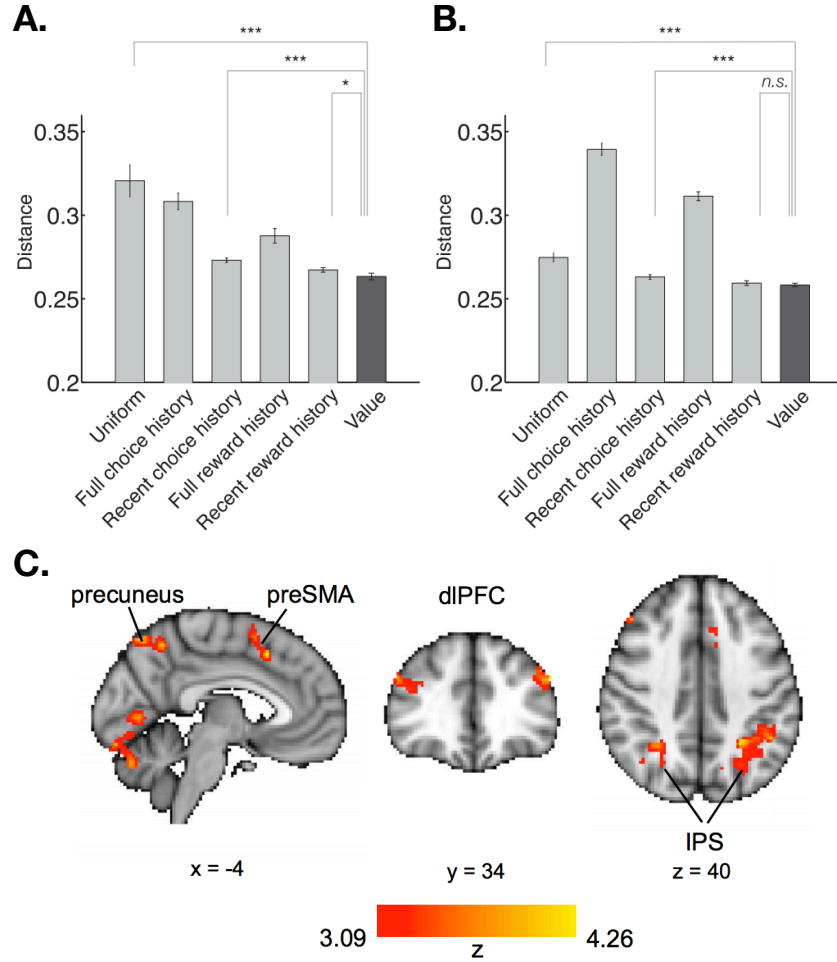 A.
***
***
*
0.35
0.3
0.25
0.2
Distance
Uniform
Full choice history
Recent choice history
Full reward history
Recent reward history
Value
B.
***
***
n.s.
0.35
0.3
0.25
0.2
Distance
Uniform
Full choice history
Recent choice history
Full reward history
Recent reward history
Value
C.
precuneus
preSMA
dlPFC
IPS
x = -4
y = 34
z = 40
3.09
4.26
z